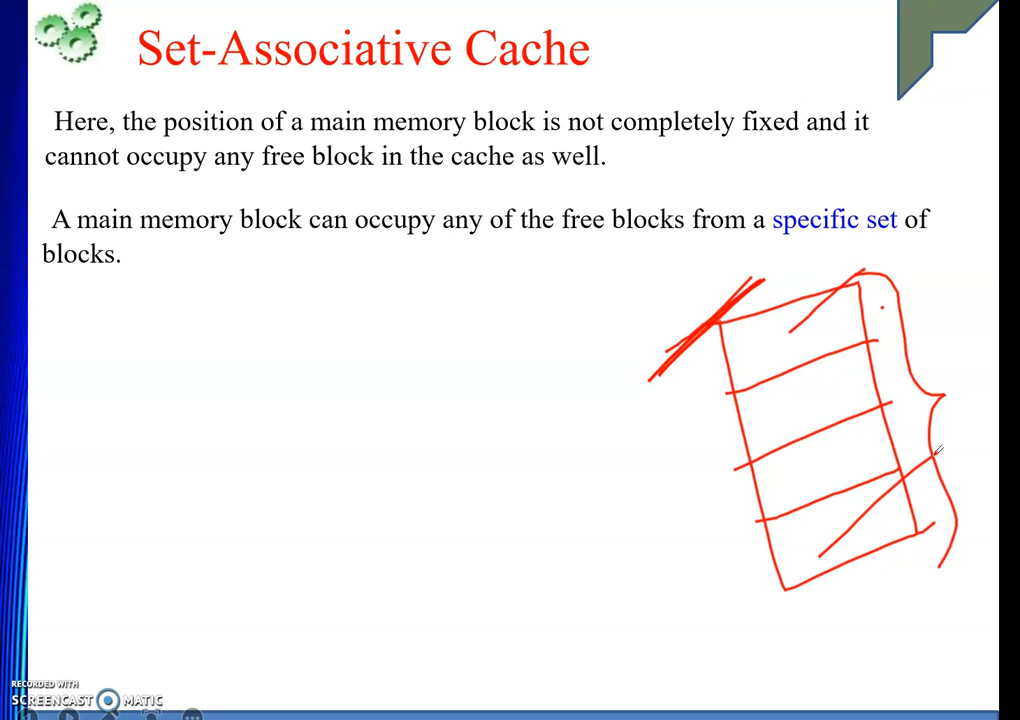 Set-Associative Cache
Here, the position of a main memory block is not completely fixed and it
cannot occupy any free block in the cache as well.
A main memory block can occupy any of the free blocks from a specific set of
blocks.
RECORDED WITH
SCREENCAST MATIC